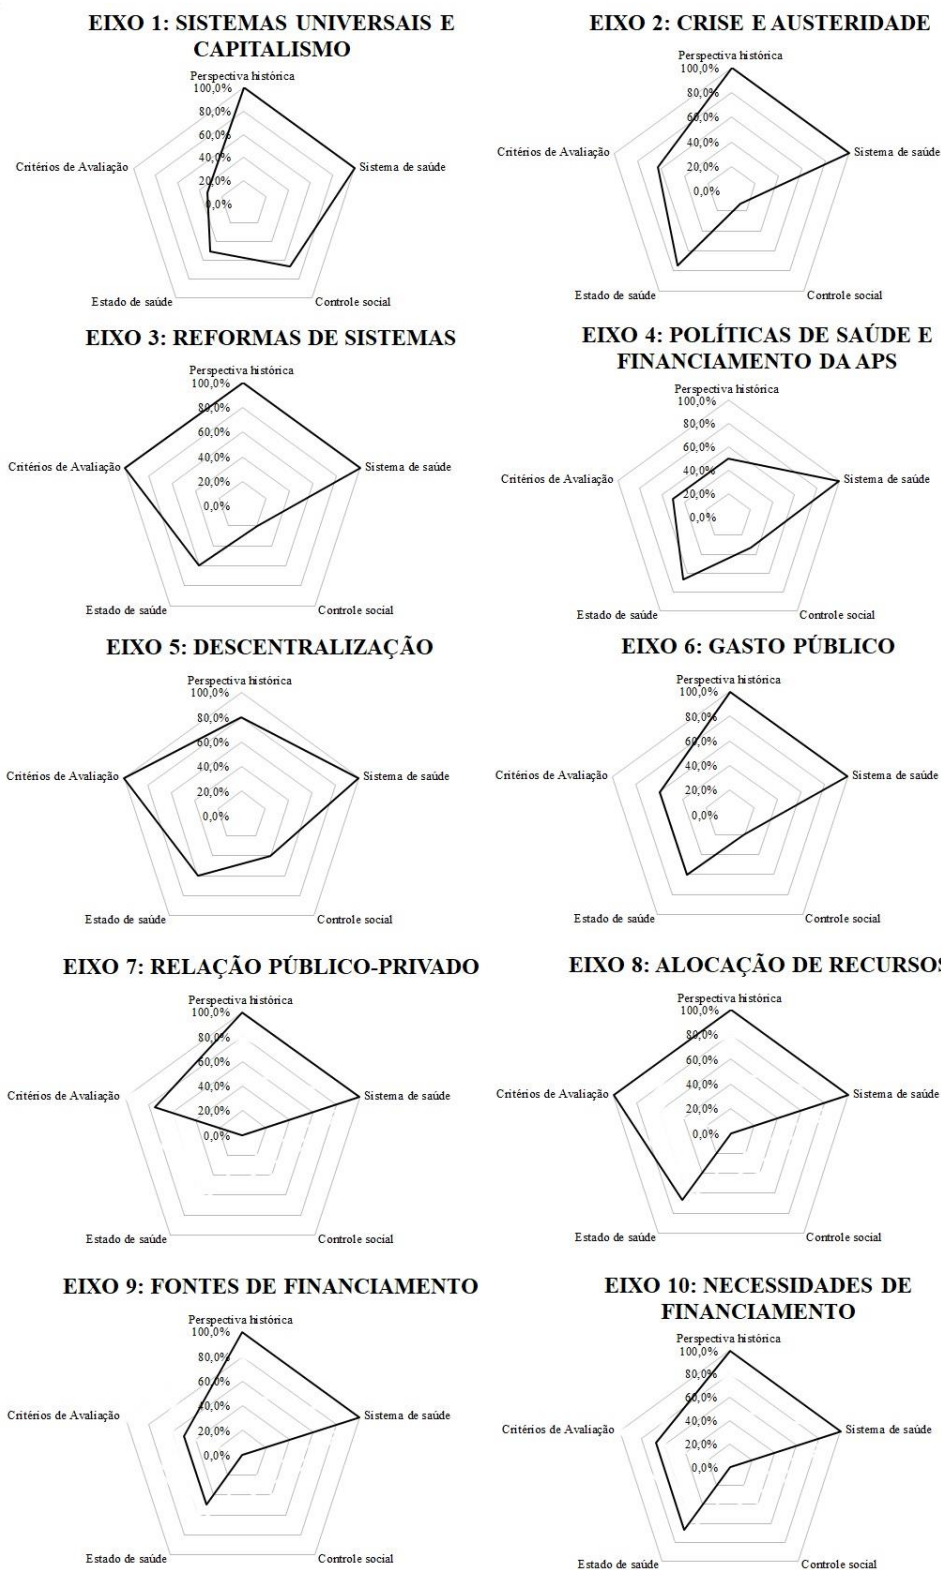 EIXO 1: SISTEMAS UNIVERSAIS E
CAPITALISMO
Perspectiva histórica
100,0%
80,0%
60,0%
40,0%
20,0%
0,0%
Critérios de Avaliação
Sistema de saúde
Estado de saúde
Controle social
EIXO 2: CRISE E AUSTERIDADE
Perspectiva histórica
100,0%
80,0%
60,0%
40,0%
20,0%
0,0%
Critérios de Avaliação
Sistema de saúde
Estado de saúde
Controle social
EIXO 3: REFORMAS DE SISTEMAS
Perspectiva histórica
100,0%
80,0%
60,0%
40,0%
20,0%
0,0%
Critérios de Avaliação
Sistema de saúde
Estado de saúde
Controle social
EIXO 4: POLÍTICAS DE SAÚDE E
FINANCIAMENTO DA APS
Perspectiva histórica
100,0%
80,0%
60,0%
40,0%
20,0%
0,0%
Critérios de Avaliação
Sistema de saúde
Estado de saúde
Controle social
EIXO 5: DESCENTRALIZAÇÃO
Perspectiva histórica
100,0%
80,0%
60,0%
40,0%
20,0%
0,0%
Critérios de Avaliação
Sistema de saúde
Estado de saúde
Controle social
EIXO 6: GASTO PÚBLICO
Perspectiva histórica
100,0%
80,0%
60,0%
40,0%
20,0%
0,0%
Critérios de Avaliação
Sistema de saúde
Estado de saúde
Controle social
EIXO 7: RELAÇÃO PÚBLICO-PRIVADO
Perspectiva histórica
100,0%
80,0%
60,0%
40,0%
20,0%
0,0%
Critérios de Avaliação
Sistema de saúde
Estado de saúde
Controle social
EIXO 8: ALOCAÇÃO DE RECURSOS
Perspectiva histórica
100,0%
80,0%
60,0%
40,0%
20,0%
0,0%
Critérios de Avaliação
Sistema de saúde
Estado de saúde
Controle social
EIXO 9: FONTES DE FINANCIAMENTO
Perspectiva histórica
100,0%
80,0%
60,0%
40,0%
20,0%
0,0%
Critérios de Avaliação
Sistema de saúde
Estado de saúde
Controle social
EIXO 10: NECESSIDADES DE
FINANCIAMENTO
Perspectiva histórica
100,0%
80,0%
60,0%
40,0%
20,0%
0,0%
Critérios de Avaliação
Sistema de saúde
Estado de saúde
Controle social